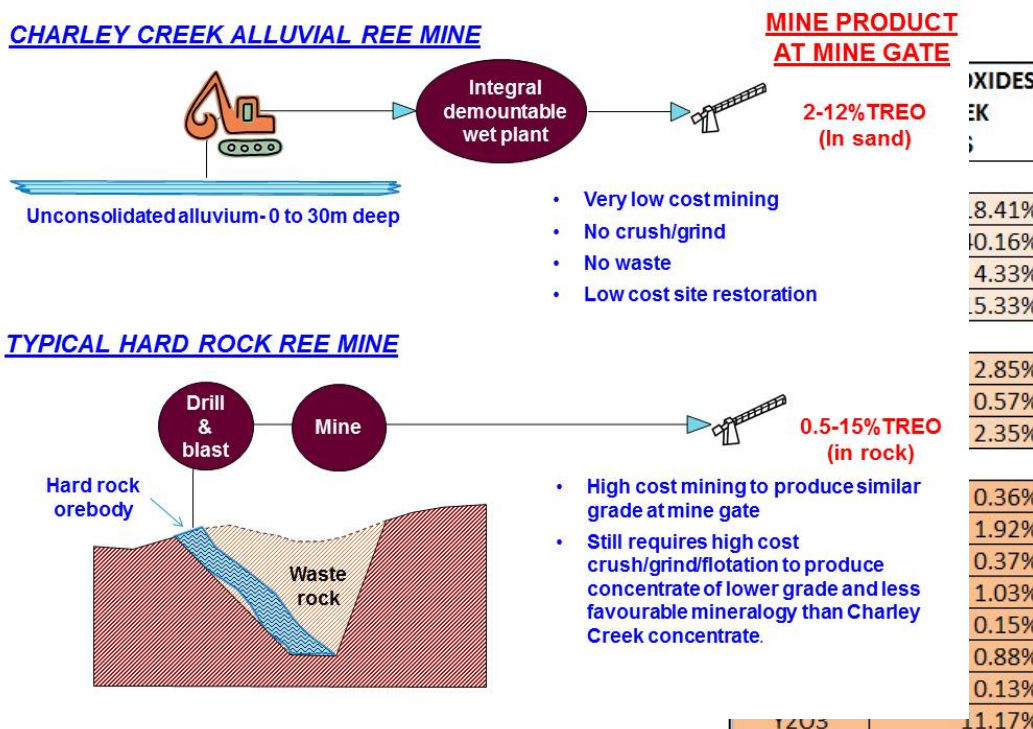 CHARLEY CREEK ALLUVIAL REE MINE
MINE PRODUCT
AT MINE GATE
Integral
demountable
wet plant
2-12%TREO
(In sand)
Unconsolidated alluvium- 0 to 30m deep
• Very low cost mining
• No crush/grind
• No waste
• Low cost site restoration
TYPICAL HARD ROCK REE MINE
Drill
&
blast
Mine
0.5-15%TREO
(in rock)
Hard rock
orebody
Waste
rock
• High cost mining to produce similar
grade at mine gate
• Still requires high cost
crush/grind/flotation to produce
concentrate of lower grade and less
favourable mineralogy than Charley
Creek concentrate.
4.33%
2.85%
0.57%
2.35%
0.36%
1.92%
0.37%
1.03%
0.15%
0.88%
0.13%
Y2O3 11.17%